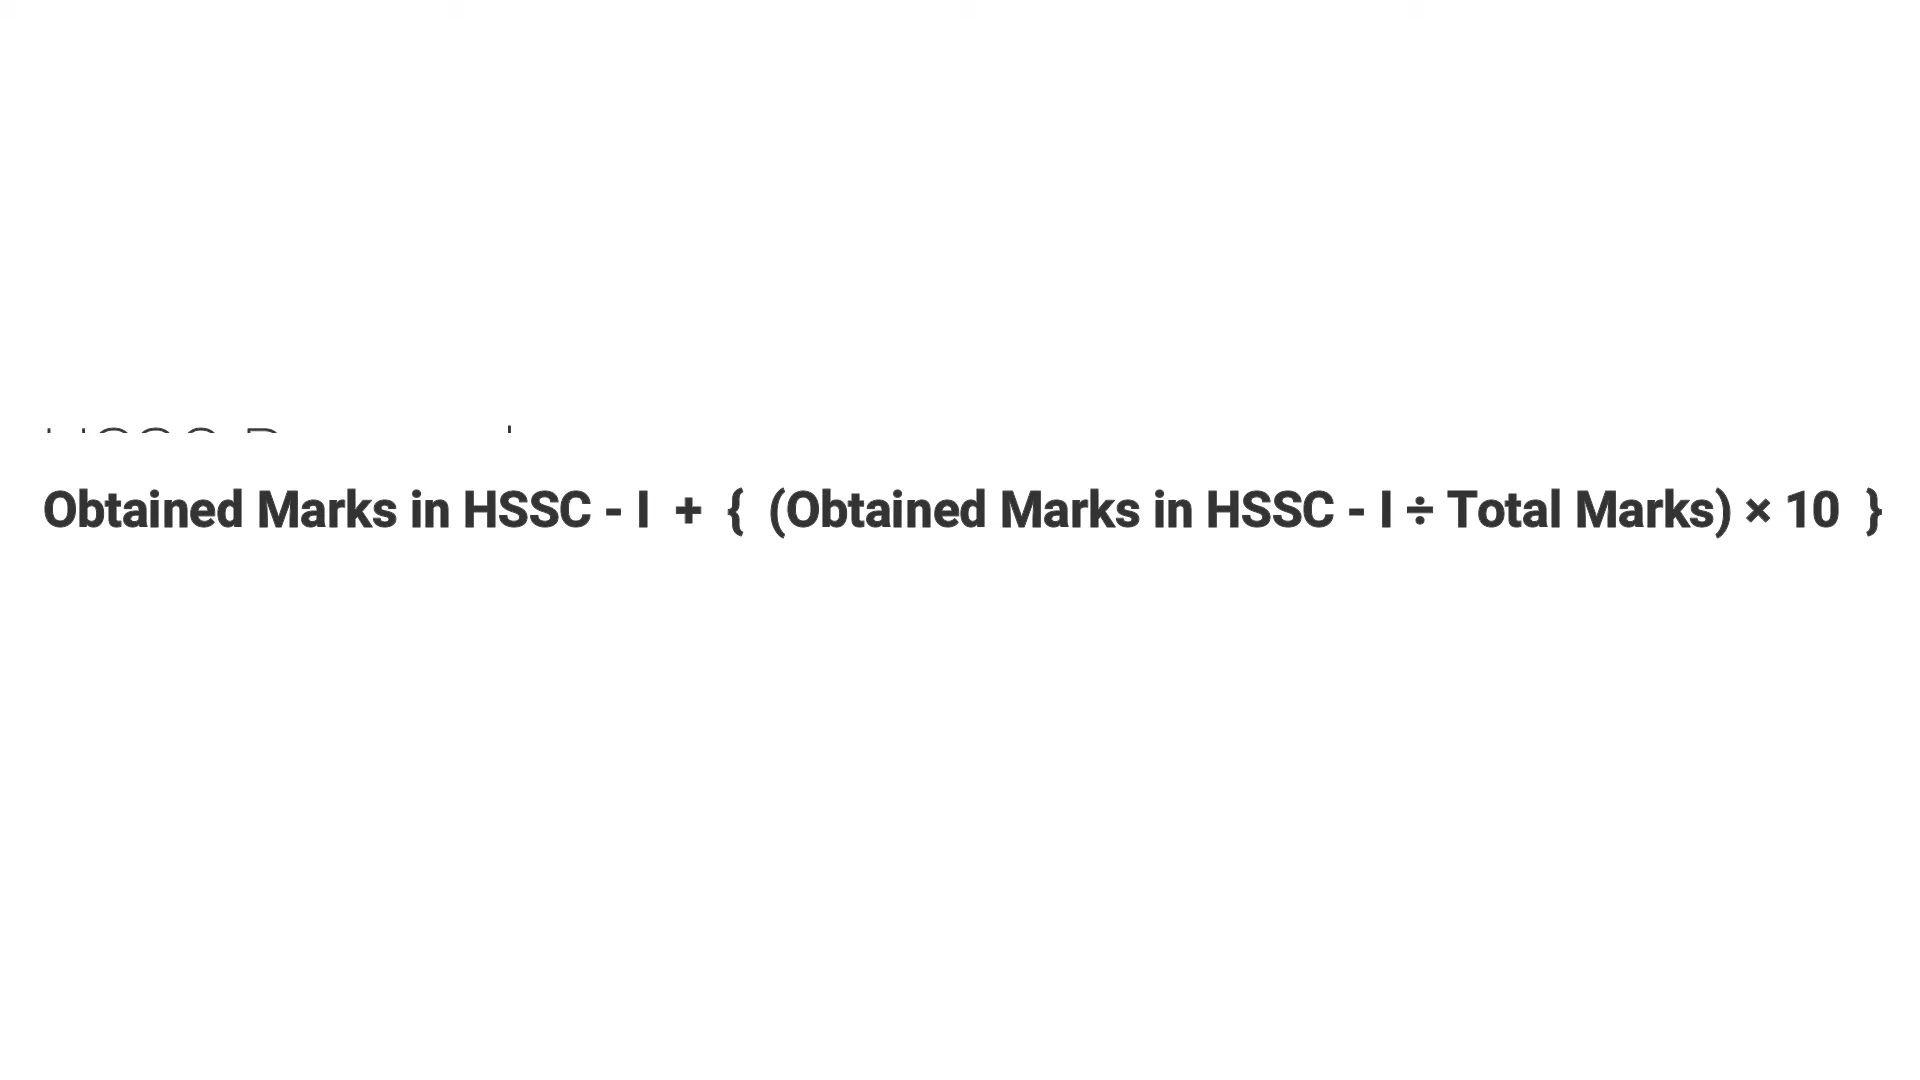 Obtained Marks in HSSC - I + { (Obtained Marks in HSSC - I ÷ Total Marks) × 10 }